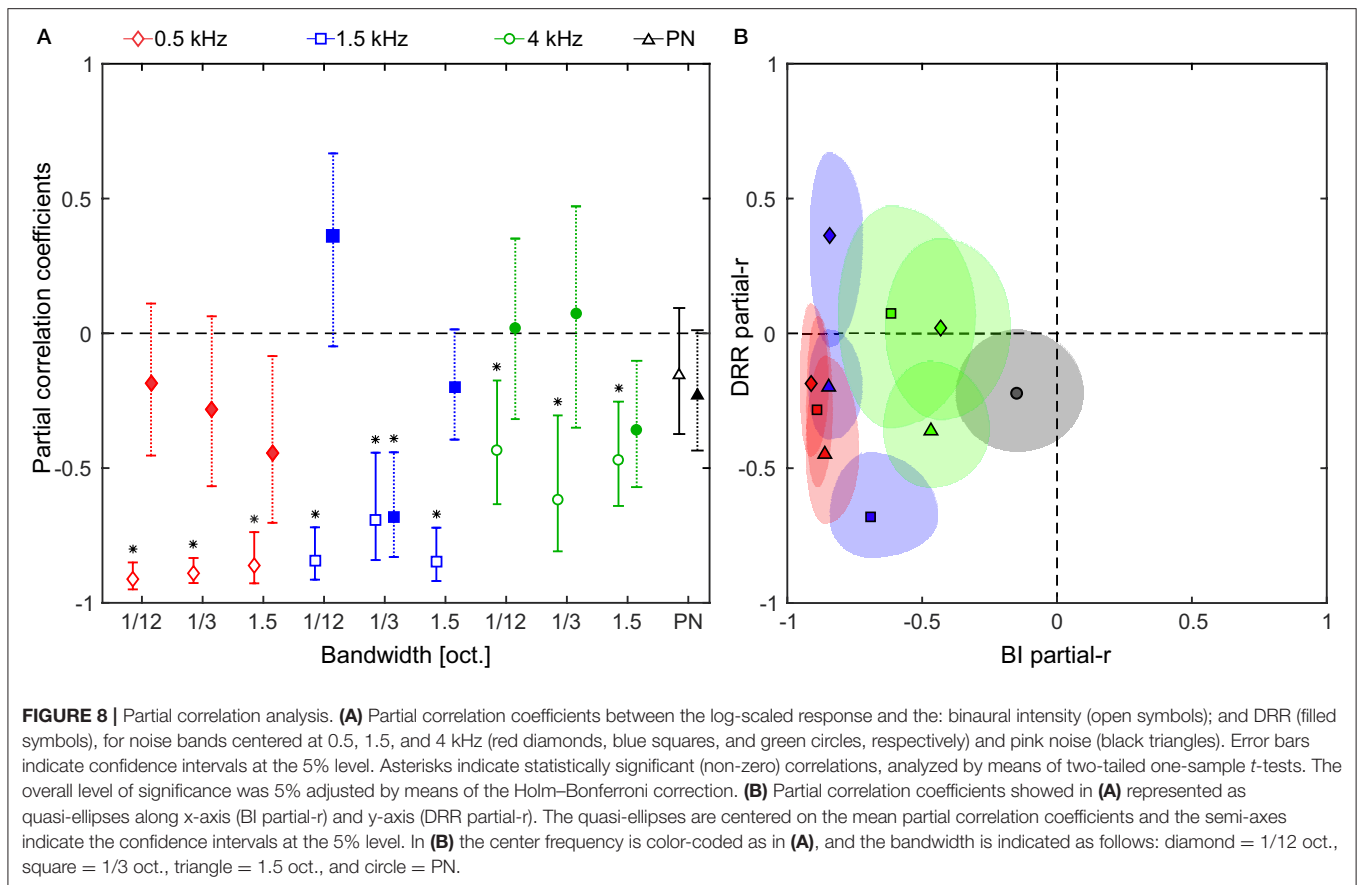 A
0.5 kHz 1.5 kHz 4 kHz PN
1
0.5
0
-0.5
-1
Partial correlation coefficients
* * * * * * * * * *
1/12 1/3 1.5 1/12 1/3 1.5 1/12 1/3 1.5 PN
Bandwidth [oct.]
B
1
0.5
0
-0.5
-1
DRR partial-r
-1 -0.5 0 0.5 1
BI partial-r
FIGURE 8 | Partial correlation analysis. (A) Partial correlation coefficients between the log-scaled response and the: binaural intensity (open symbols); and DRR (filled
symbols), for noise bands centered at 0.5, 1.5, and 4 kHz (red diamonds, blue squares, and green circles, respectively) and pink noise (black triangles). Error bars
indicate confidence intervals at the 5% level. Asterisks indicate statistically significant (non-zero) correlations, analyzed by means of two-tailed one-sample t-tests. The
overall level of significance was 5% adjusted by means of the Holm–Bonferroni correction. (B) Partial correlation coefficients showed in (A) represented as
quasi-ellipses along x-axis (BI partial-r) and y-axis (DRR partial-r). The quasi-ellipses are centered on the mean partial correlation coefficients and the semi-axes
indicate the confidence intervals at the 5% level. In (B) the center frequency is color-coded as in (A), and the bandwidth is indicated as follows: diamond = 1/12 oct.,
square = 1/3 oct., triangle = 1.5 oct., and circle = PN.